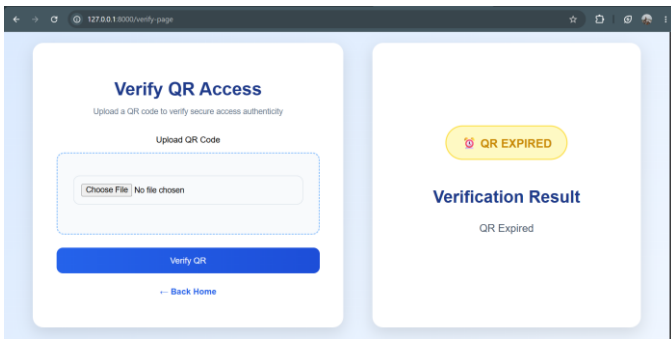 127.0.0.1:8000/verify-page
Verify QR Access
Upload a QR code to verify secure access authenticity
Upload QR Code
Choose File No file chosen
Verify QR
← Back Home
⏰ QR EXPIRED
Verification Result
QR Expired